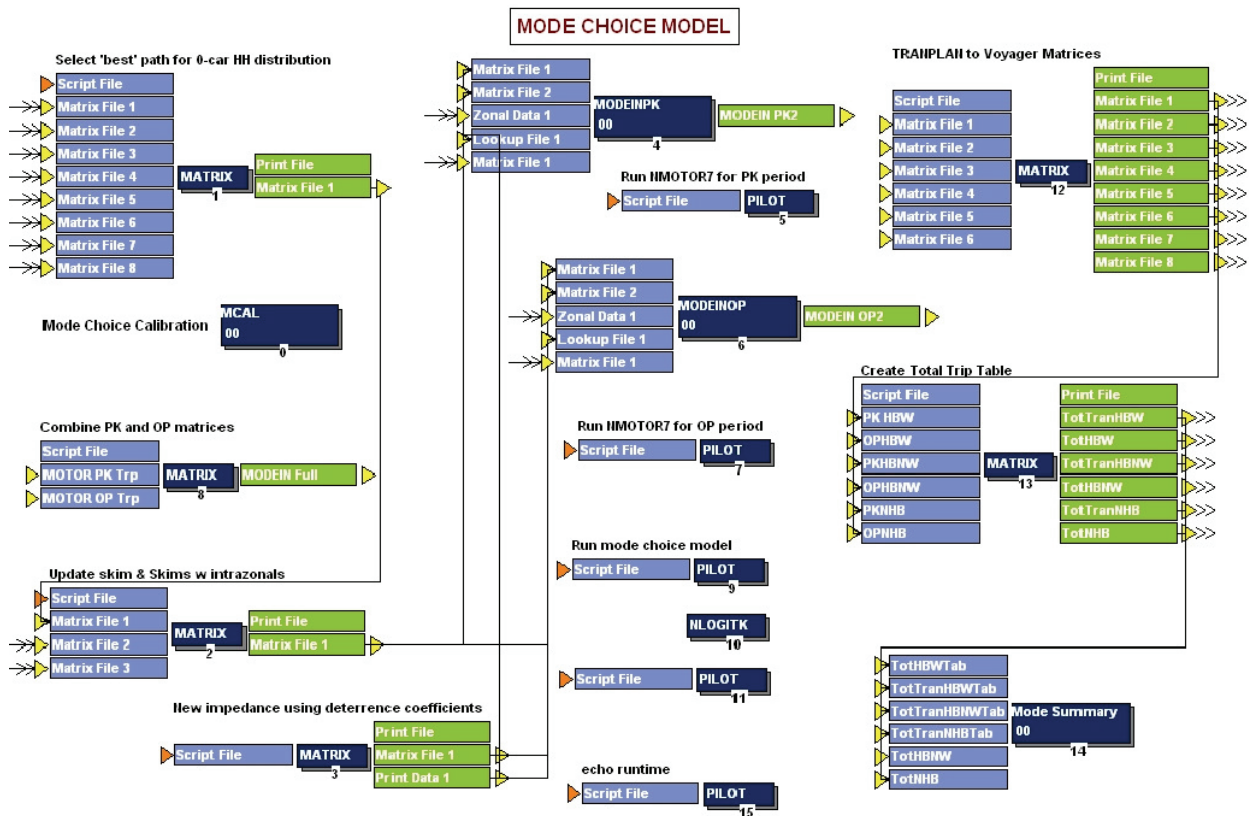 MODE CHOICE MODEL
Select 'best' path for 0-car HH distribution
Script File
Matrix File 1
Matrix File 2
Matrix File 3
Matrix File 4
Matrix File 5
Matrix File 6
Matrix File 7
Matrix File 8
MATRIX
1
Print File
Matrix File 1
Mode Choice Calibration
MCAL
00
0
Combine PK and OP matrices
Script File
MOTOR PK Trp
MOTOR OP Trp
MATRIX
8
MODEIN Full
Update skim & Skims w intrazonals
Script File
Matrix File 1
Matrix File 2
Matrix File 3
MATRIX
2
Print File
Matrix File 1
New impedance using deterrence coefficients
Script File
MATRIX
3
Print File
Matrix File 1
Print Data 1
Matrix File 1
Matrix File 2
Zonal Data 1
Lookup File 1
Matrix File 1
MODEINPK
00
4
MODEIN PK2
Run NMOTOR7 for PK period
Script File
PILOT
5
Matrix File 1
Matrix File 2
Zonal Data 1
Lookup File 1
Matrix File 1
MODEINOP
00
6
MODEIN OP2
Run NMOTOR7 for OP period
Script File
PILOT
7
Run mode choice model
Script File
PILOT
9
NLOGITK
10
Script File
PILOT
11
echo runtime
Script File
PILOT
15
TRANPLAN to Voyager Matrices
Script File
Matrix File 1
Matrix File 2
Matrix File 3
Matrix File 4
Matrix File 5
Matrix File 6
MATRIX
12
Print File
Matrix File 1
Matrix File 2
Matrix File 3
Matrix File 4
Matrix File 5
Matrix File 6
Matrix File 7
Matrix File 8
Create Total Trip Table
Script File
PK HBW
OPHBW
PKHBNW
OPHBNW
PKNHB
OPNHB
MATRIX
13
Print File
TotTranHBW
TotHBW
TotTranHBNW
TotHBNW
TotTranNHB
TotNHB
TotHBWTab
TotTranHBWTab
TotTranHBNWTab
TotTranNHBTab
TotHBNW
TotNHB
Mode Summary
00
14